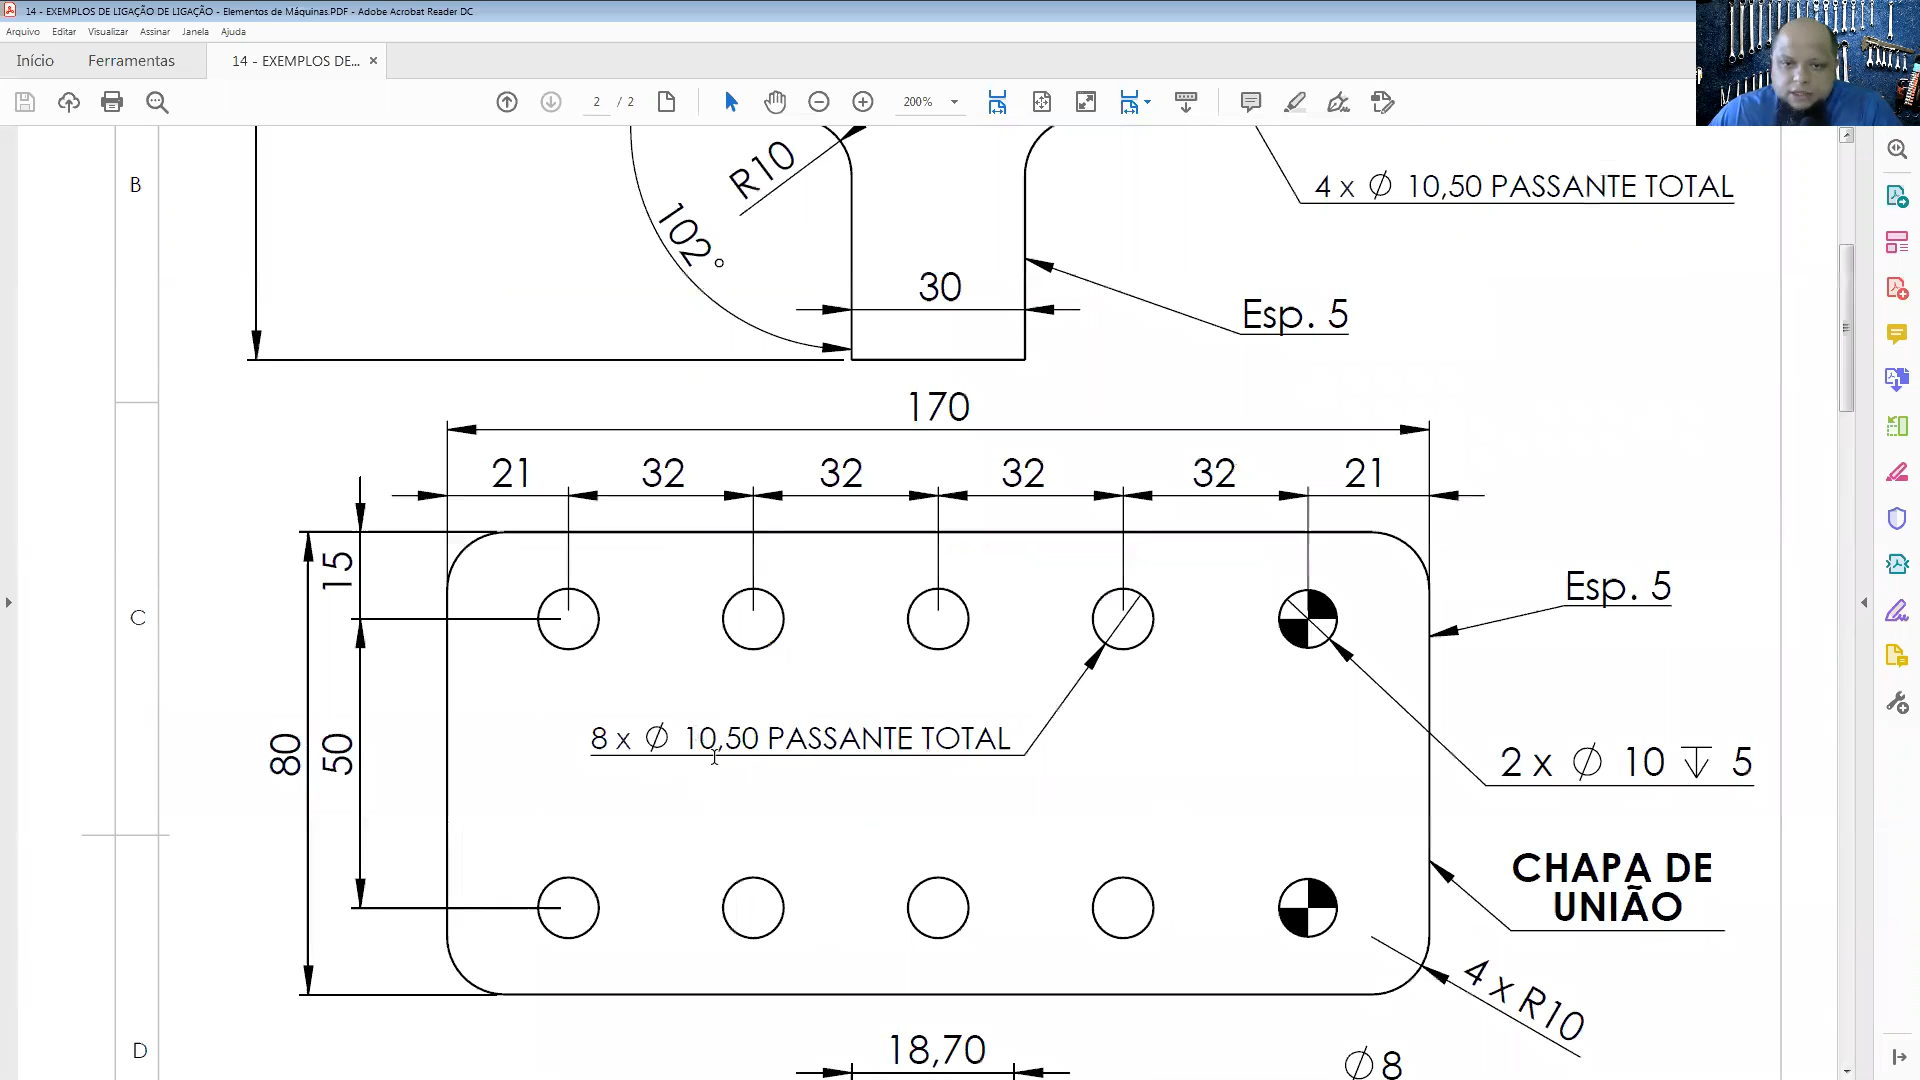 14 - EXEMPLOS DE LIGAÇÃO DE LIGAÇÃO - Elementos de Máquinas.PDF - Adobe Acrobat Reader DC
Arquivo Editar Visualizar Assinar Janela Ajuda
Início Ferramentas 14 - EXEMPLOS DE... ×
2 / 2 200%
B
R10
4 x Ø 10,50 PASSANTE TOTAL
102°
30
Esp. 5
170
21 32 32 32 32 21
15
Esp. 5
C
8 x Ø 10,50 PASSANTE TOTAL
80
50
2 x Ø 10 ↧ 5
CHAPA DE
UNIÃO
4 x R10
D
18,70
Ø8